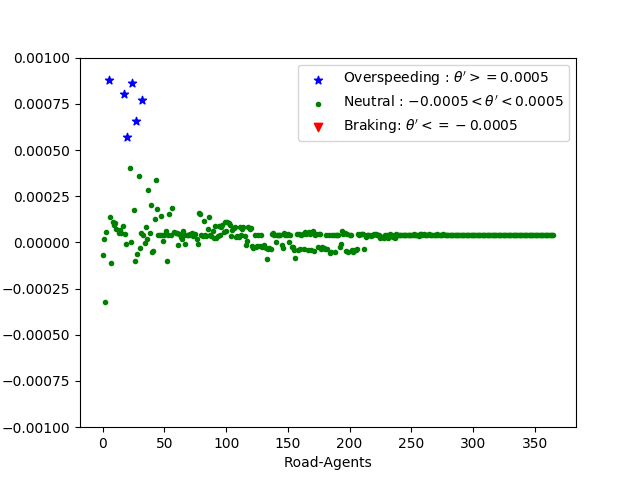 0.00100
0.00075
0.00050
0.00025
0.00000
−0.00025
−0.00050
−0.00075
−0.00100
Overspeeding : θ′ >= 0.0005
Neutral : −0.0005 < θ′ < 0.0005
Braking: θ′ <= −0.0005
0 50 100 150 200 250 300 350
Road-Agents